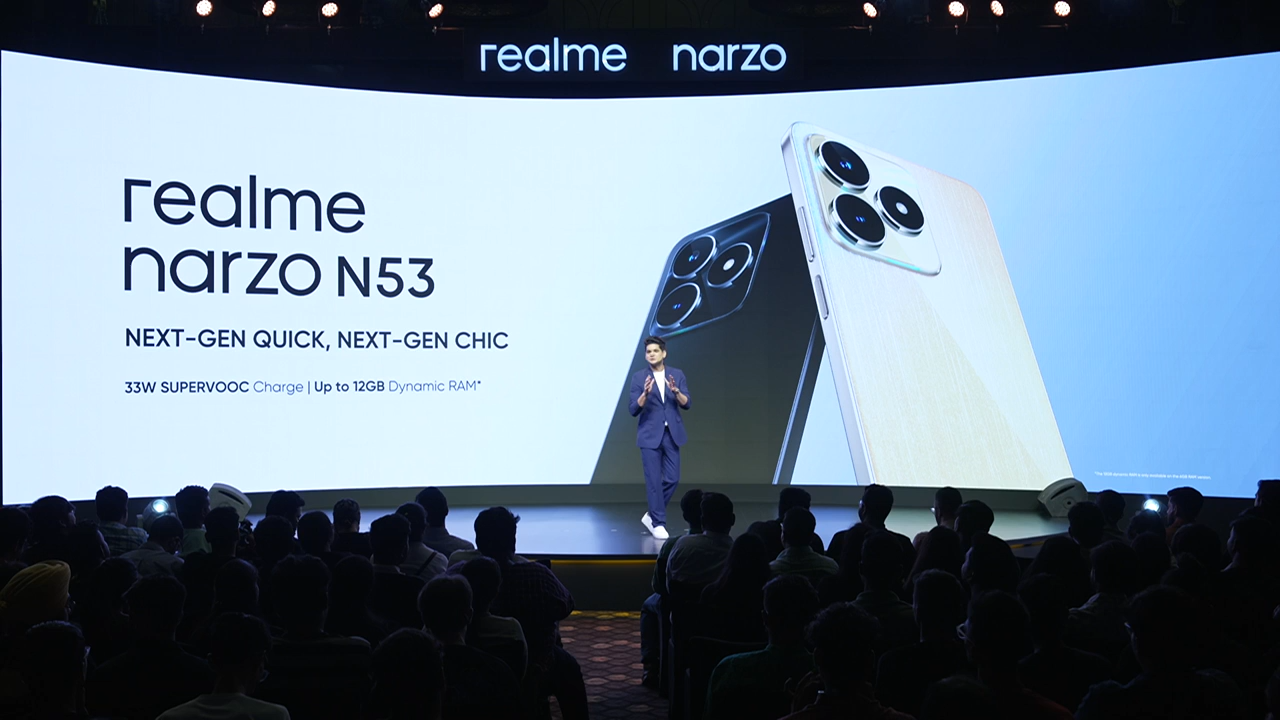 realme narzo
realme
narzo N53
NEXT-GEN QUICK, NEXT-GEN CHIC
33W SUPERVOOC Charge | Up to 12GB Dynamic RAM*